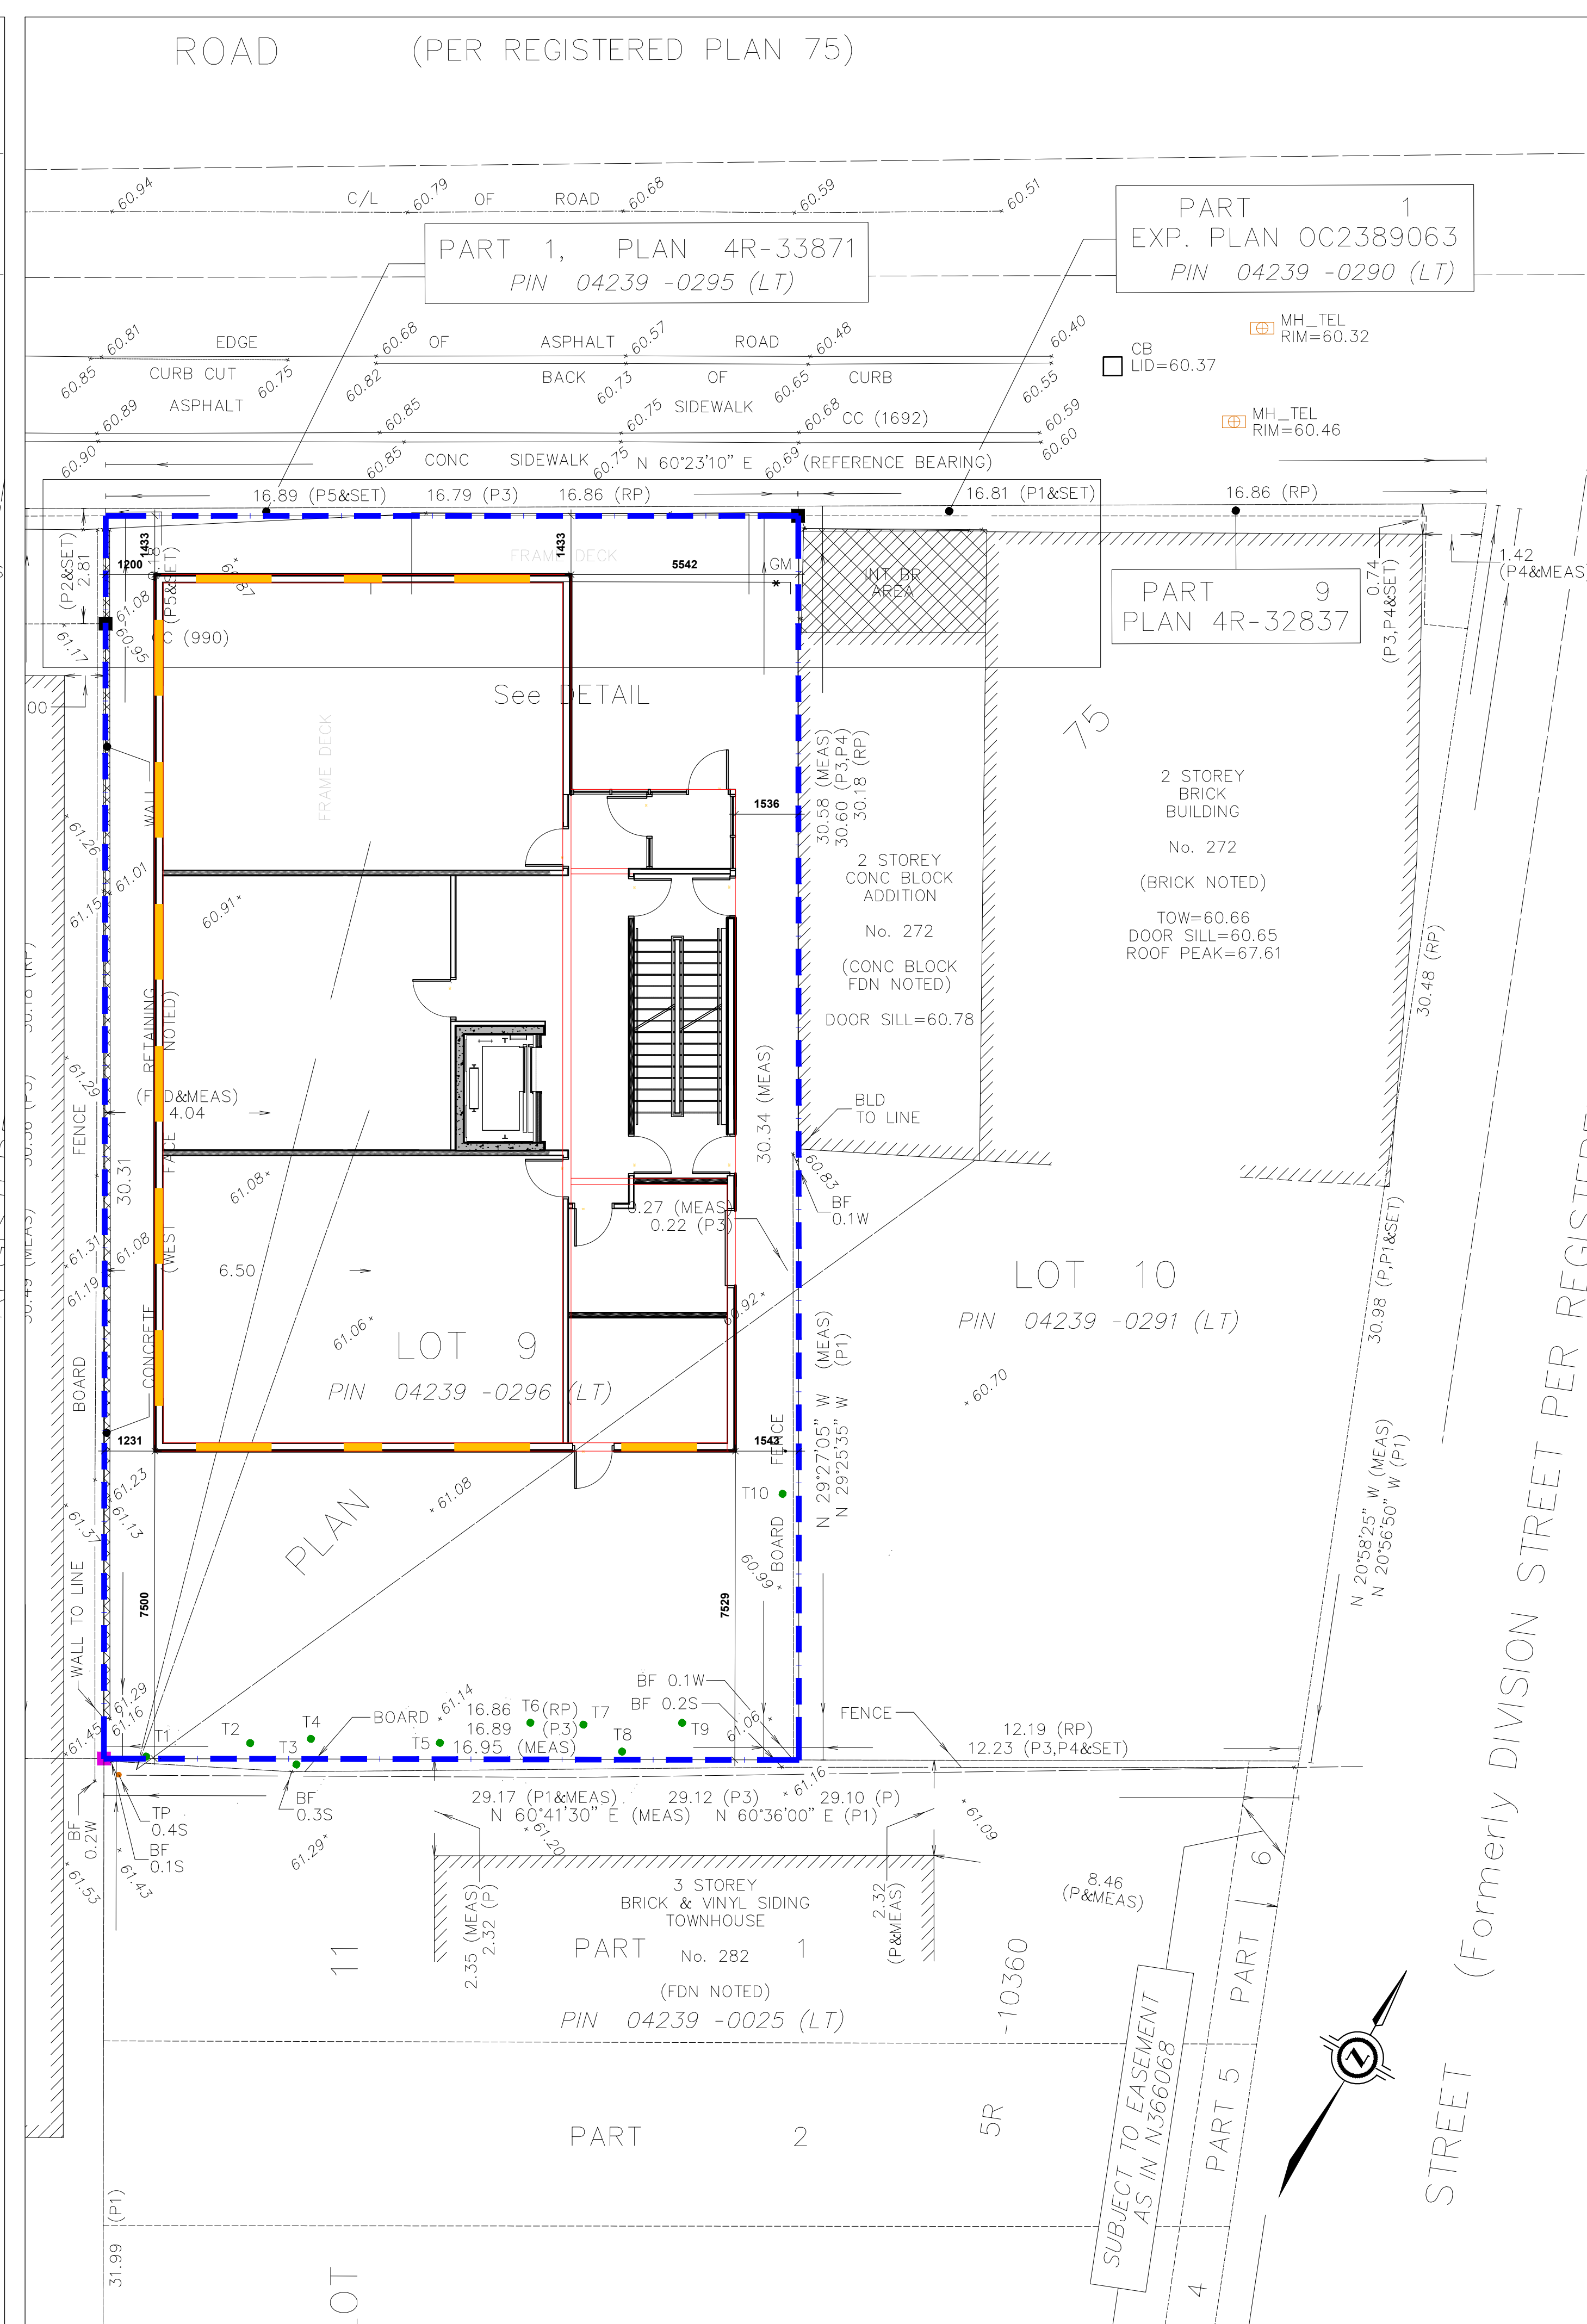 ROAD (PER REGISTERED PLAN 75)
60.94
C/L
60.79
OF
ROAD
60.68
60.59
60.51
PART 1, PLAN 4R-33871
PIN 04239 -0295 (LT)
PART 1
EXP. PLAN OC2389063
PIN 04239 -0290 (LT)
MH_TEL
RIM=60.32
CB
LID=60.37
MH_TEL
RIM=60.46
60.81
EDGE
60.68
OF
ASPHALT
60.57
ROAD
60.48
60.40
60.85
CURB CUT
60.75
60.82
BACK
60.73
OF
60.65
CURB
60.55
60.89
ASPHALT
60.85
60.75
SIDEWALK
60.68
CC (1692)
60.59
60.90
60.85
CONC
SIDEWALK
60.75
N 60°23'10" E
60.69
(REFERENCE BEARING)
60.60
16.89 (P5&SET)
16.79 (P3)
16.86 (RP)
16.81 (P1&SET)
16.86 (RP)
(P2&SET)
2.81
1200
1433
(P5&SET)
FRAME DECK
1433
5542
GM
*
INT BR
AREA
0.74
(P3,P4&SET)
1.42
(P4&MEAS)
PART 9
PLAN 4R-32837
61.08
61.17
60.95
(990)
See DETAIL
00
75
FRAME DECK
WALL
1536
30.58 (MEAS)
30.60 (P3,P4)
30.18 (RP)
2 STOREY
BRICK
BUILDING
No. 272
(BRICK NOTED)
TOW=60.66
DOOR SILL=60.65
ROOF PEAK=67.61
2 STOREY
CONC BLOCK
ADDITION
No. 272
(CONC BLOCK
FDN NOTED)
DOOR SILL=60.78
61.26
61.01
61.15
60.91
30.48 (RP)
RETAINING
NOTED)
61.29
4.04
30.34 (MEAS)
BLD
TO LINE
FENCE
FACE
30.31
61.08
60.83
BF
0.1W
0.27 (MEAS)
0.22 (P3)
30.49 (MEAS)
61.31
61.08
(WEST
6.50
61.19
60.92
LOT 10
PIN 04239 -0291 (LT)
30.98 (P,P1&SET)
61.06
LOT 9
PIN 04239 -0296 (LT)
CONCRETE
BOARD
60.70
N 29°27'05" W (MEAS)
N 29°25'35" W (P1)
1231
1543
FENCE
61.23
61.13
61.37
61.08
T10
BOARD
60.99
N 20°58'25" W (MEAS)
N 20°56'50" W (P1)
PLAN
7500
7529
WALL TO LINE
61.29
61.16
61.45
T1
T2
T4
T3
BOARD
T5
61.14
16.86 (RP)
16.89 (P3)
16.95 (MEAS)
T6
T7
T8
T9
BF 0.1W
BF 0.2S
61.06
FENCE
12.19 (RP)
12.23 (P3,P4&SET)
BF
0.2W
TP
0.4S
BF
0.1S
BF
0.3S
29.17 (P1&MEAS) 29.12 (P3) 29.10 (P)
N 60°41'30" E (MEAS) N 60°36'00" E (P1)
61.16
61.53
61.43
61.29
61.20
61.09
2.35 (MEAS)
2.32 (P)
3 STOREY
BRICK & VINYL SIDING
TOWNHOUSE
PART No. 282 1
(FDN NOTED)
PIN 04239 -0025 (LT)
2.32
(P&MEAS)
8.46
(P&MEAS)
11
-10360
PART 6
SUBJECT TO EASEMENT
AS IN N366068
PART 5
PART 2
5R
4
31.99 (P1)
LOT
STREET (Formerly DIVISION STREET PER REGISTERE